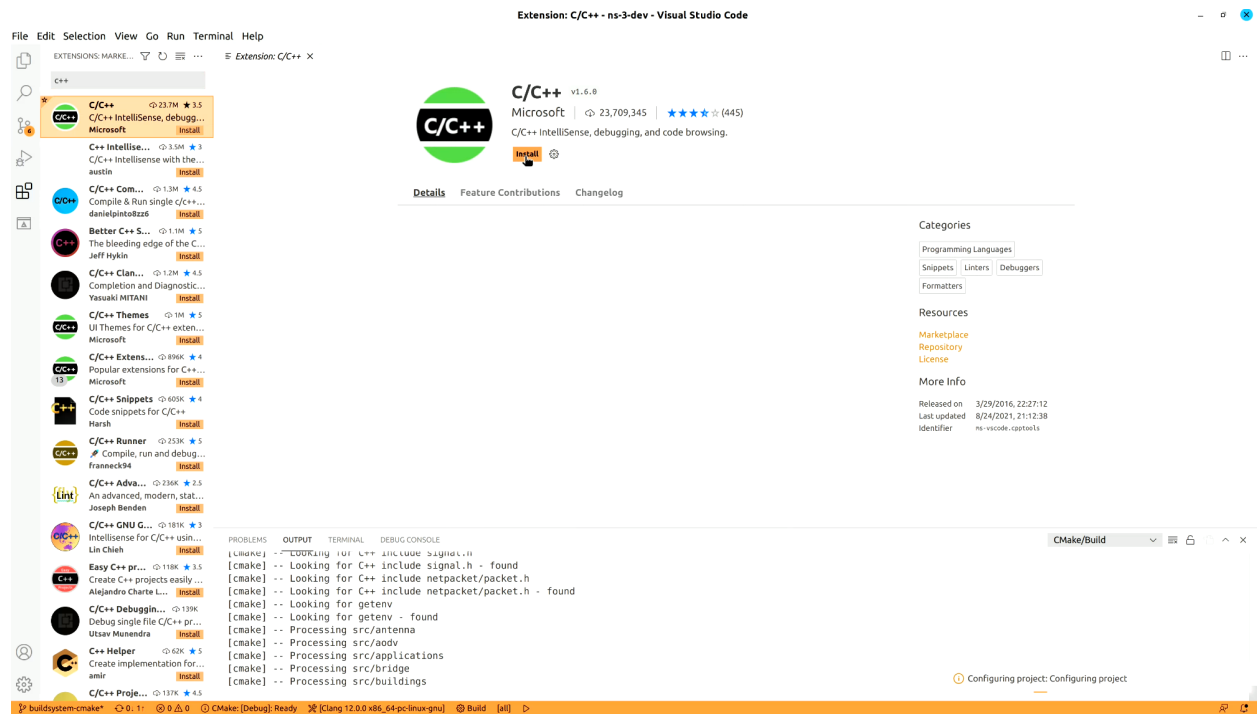 Extension: C/C++ - ns-3-dev - Visual Studio Code
File Edit Selection View Go Run Terminal Help
EXTENSIONS: MARKE...
Extension: C/C++
c++
C/C++ 23.7M 3.5
C/C++ IntelliSense, debugg...
Microsoft Install
C++ Intellise... 3.5M 3
C/C++ Intellisense with the...
austin Install
C/C++ Com... 1.3M 4.5
Compile & Run single c/c++...
danielpinto8zz6 Install
Better C++ S... 1.1M 5
The bleeding edge of the C...
Jeff Hykin Install
C/C++ Clan... 1.2M 4.5
Completion and Diagnostic...
Yasuaki MITANI Install
C/C++ Themes 1M 5
UI Themes for C/C++ exten...
Microsoft Install
C/C++ Extens... 896K 4
Popular extensions for C++...
13 Microsoft Install
C/C++ Snippets 605K 4
Code snippets for C/C++
Harsh Install
C/C++ Runner 253K 5
🚀 Compile, run and debug...
franneck94 Install
C/C++ Adva... 236K 2.5
An advanced, modern, stat...
Joseph Benden Install
C/C++ GNU G... 181K 3
Intellisense for C/C++ usin...
Lin Chieh Install
Easy C++ pr... 118K 3.5
Create C++ projects easily ...
Alejandro Charte L... Install
C/C++ Debuggin... 139K
Debug single file C/C++ pr...
Utsav Munendra Install
C++ Helper 62K 5
Create implementation for...
amir Install
C/C++ Proje... 137K 4.5
C/C++
C/C++ v1.6.0
Microsoft 23,709,345 (445)
C/C++ IntelliSense, debugging, and code browsing.
Install
Details Feature Contributions Changelog
Categories
Programming Languages
Snippets Linters Debuggers
Formatters
Resources
Marketplace
Repository
License
More Info
Released on 3/29/2016, 22:27:12
Last updated 8/24/2021, 21:12:38
Identifier ms-vscode.cpptools
PROBLEMS OUTPUT TERMINAL DEBUG CONSOLE CMake/Build
[cmake] -- Looking for C++ include signal.h
[cmake] -- Looking for C++ include signal.h - found
[cmake] -- Looking for C++ include netpacket/packet.h
[cmake] -- Looking for C++ include netpacket/packet.h - found
[cmake] -- Looking for getenv
[cmake] -- Looking for getenv - found
[cmake] -- Processing src/antenna
[cmake] -- Processing src/aodv
[cmake] -- Processing src/applications
[cmake] -- Processing src/bridge
[cmake] -- Processing src/buildings
Configuring project: Configuring project
buildsystem-cmake* 0↓ 1↑ 0 0 0 CMake: [Debug]: Ready [Clang 12.0.0 x86_64-pc-linux-gnu] Build [all]